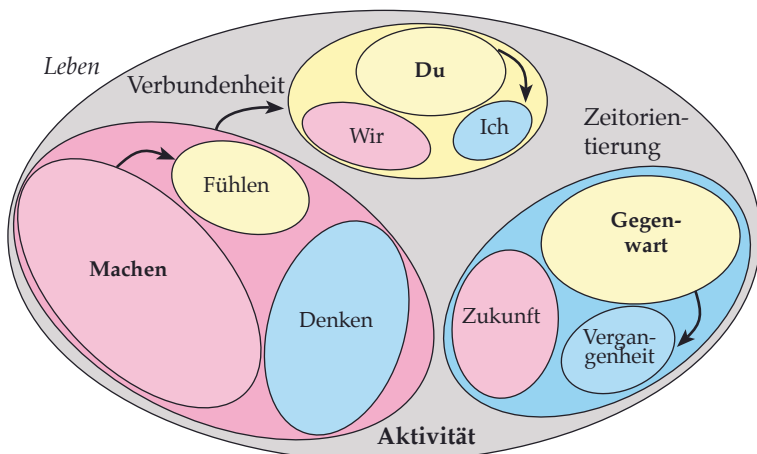 Leben
Verbundenheit
Du
Wir
Ich
Zeitorien-
tierung
Fühlen
Machen
Denken
Gegen-
wart
Zukunft
Vergan-
genheit
Aktivität